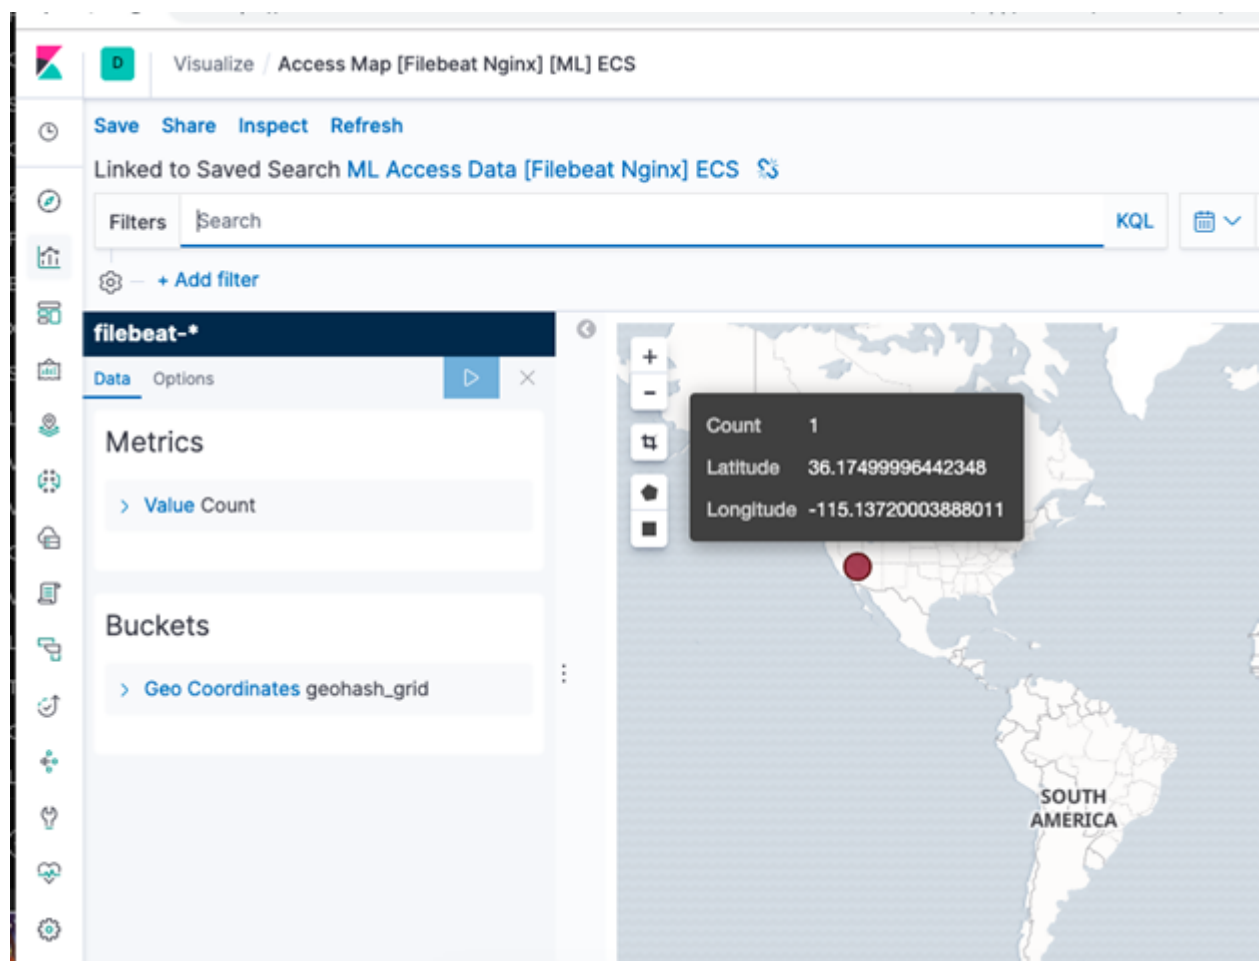 D Visualize / Access Map [Filebeat Nginx] [ML] ECS
Save Share Inspect Refresh
Linked to Saved Search ML Access Data [Filebeat Nginx] ECS
Filters Search KQL
+ Add filter
filebeat-*
Data Options
Metrics
> Value Count
Buckets
> Geo Coordinates geohash_grid
+
−
Count 1
Latitude 36.17499996442348
Longitude -115.13720003888011
SOUTH
AMERICA